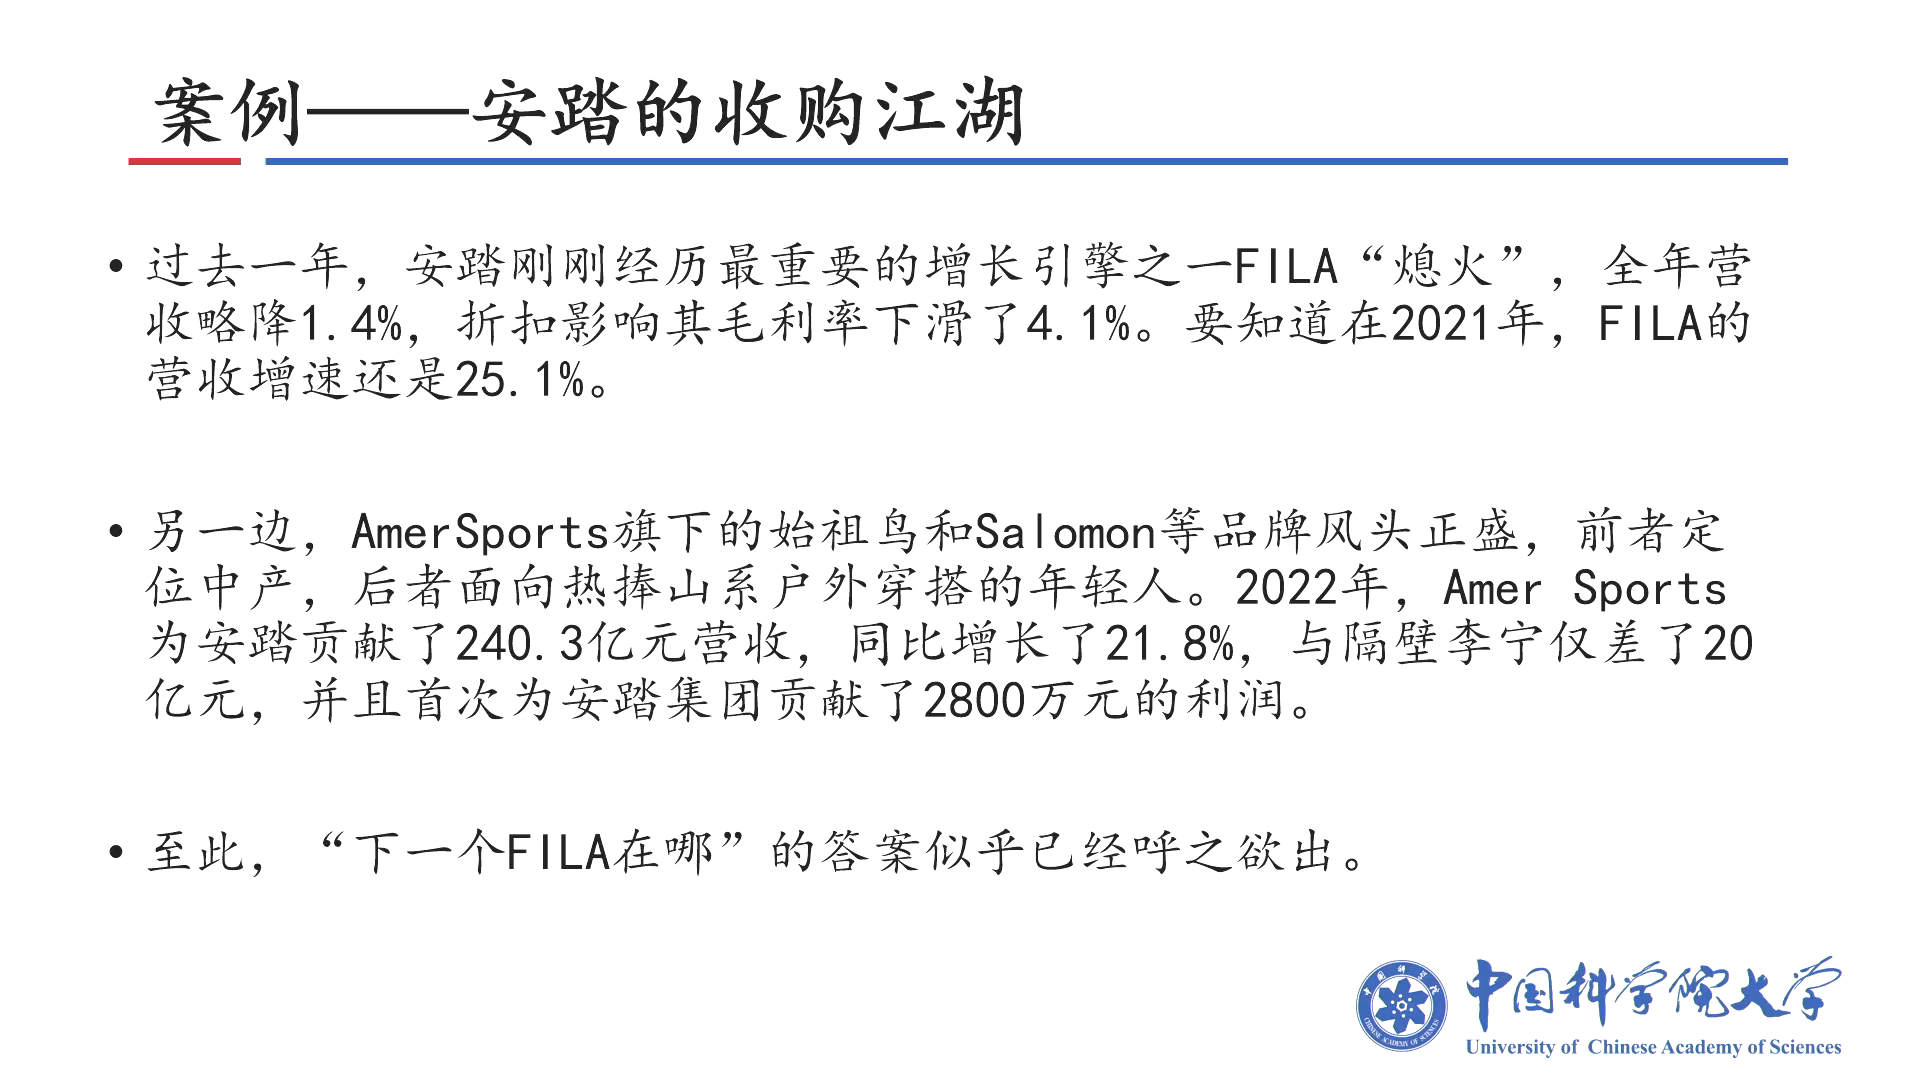 案例——安踏的收购江湖
• 过去一年，安踏刚刚经历最重要的增长引擎之一FILA“熄火”，全年营
收略降1.4%，折扣影响其毛利率下滑了4.1%。要知道在2021年，FILA的
营收增速还是25.1%。
• 另一边，AmerSports旗下的始祖鸟和Salomon等品牌风头正盛，前者定
位中产，后者面向热捧山系户外穿搭的年轻人。2022年，Amer Sports
为安踏贡献了240.3亿元营收，同比增长了21.8%，与隔壁李宁仅差了20
亿元，并且首次为安踏集团贡献了2800万元的利润。
• 至此，“下一个FILA在哪”的答案似乎已经呼之欲出。
中国科学院
CHINESE ACADEMY OF SCIENCES
中国科学院大学
University of Chinese Academy of Sciences